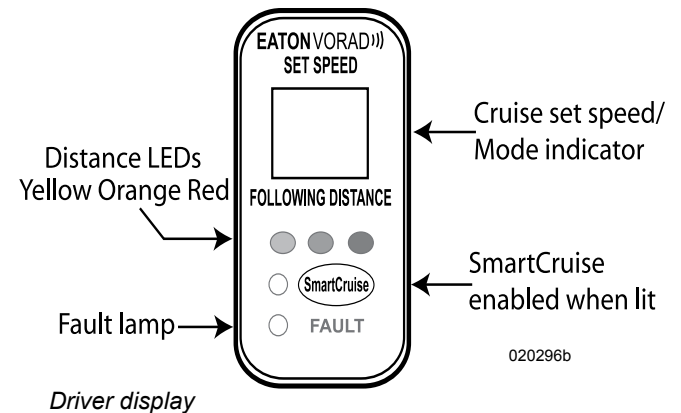 EATON VORAD)))
SET SPEED
Cruise set speed/
Mode indicator
Distance LEDs
Yellow Orange Red
FOLLOWING DISTANCE
SmartCruise
SmartCruise
enabled when lit
Fault lamp
FAULT
020296b
Driver display